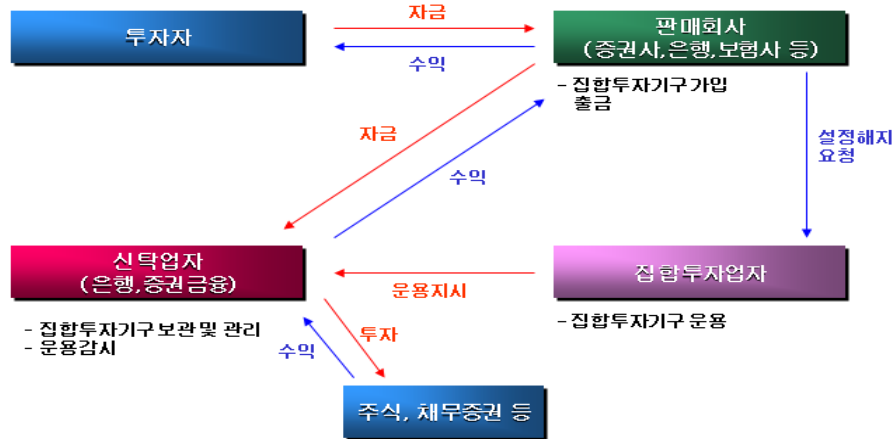 자금
투자자
판매회사
(증권사,은행,보험사 등)
수익
- 집합투자기구가입
출금
자금
설정해지
요청
수익
신탁업자
(은행,증권금융)
집합투자업자
운용지시
- 집합투자기구 보관 및 관리
- 운용감시
투자
수익
- 집합투자기구 운용
주식, 채무증권 등